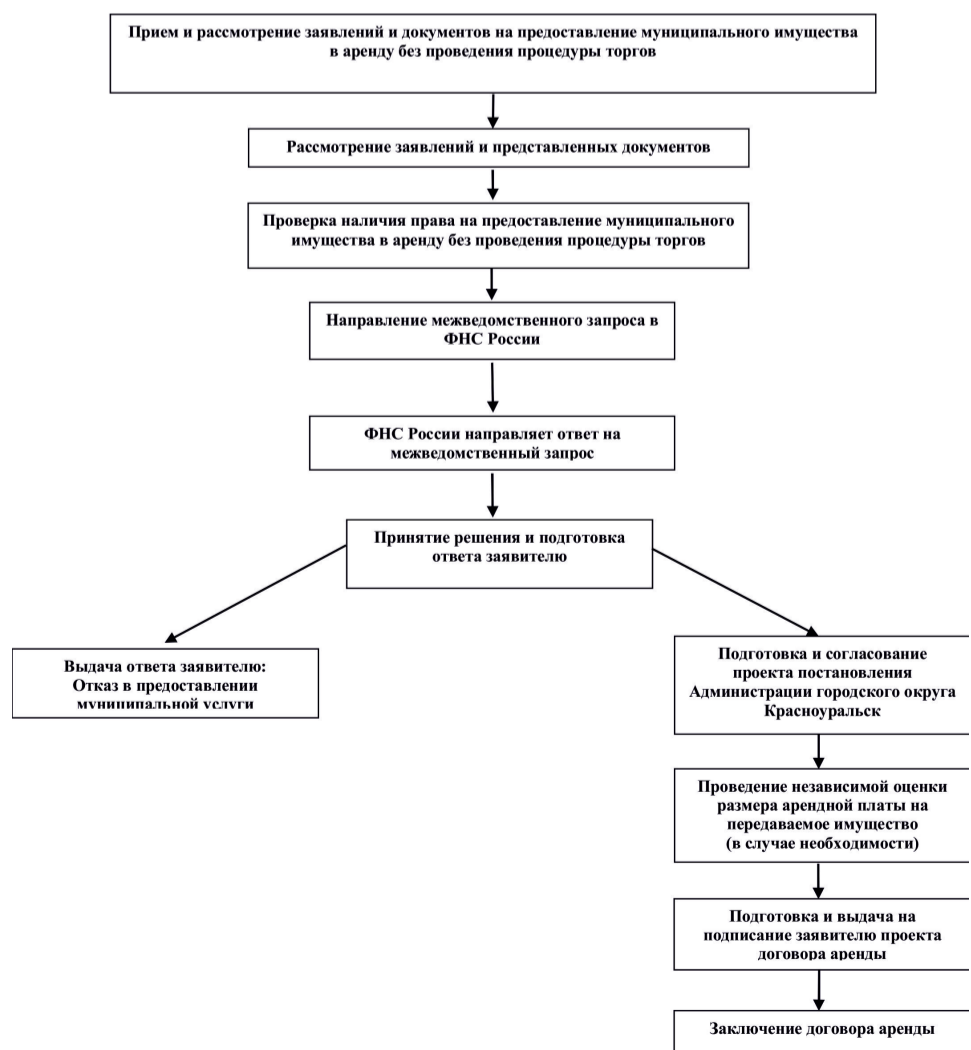 Прием и рассмотрение заявлений и документов на предоставление муниципального имущества
в аренду без проведения процедуры торгов
Рассмотрение заявлений и представленных документов
Проверка наличия права на предоставление муниципального
имущества в аренду без проведения процедуры торгов
Направление межведомственного запроса в
ФНС России
ФНС России направляет ответ на
межведомственный запрос
Принятие решения и подготовка
ответа заявителю
Выдача ответа заявителю:
Отказ в предоставлении
муниципальной услуги
Подготовка и согласование
проекта постановления
Администрации городского округа
Красноуральск
Проведение независимой оценки
размера арендной платы на
передаваемое имущество
(в случае необходимости)
Подготовка и выдача на
подписание заявителю проекта
договора аренды
Заключение договора аренды